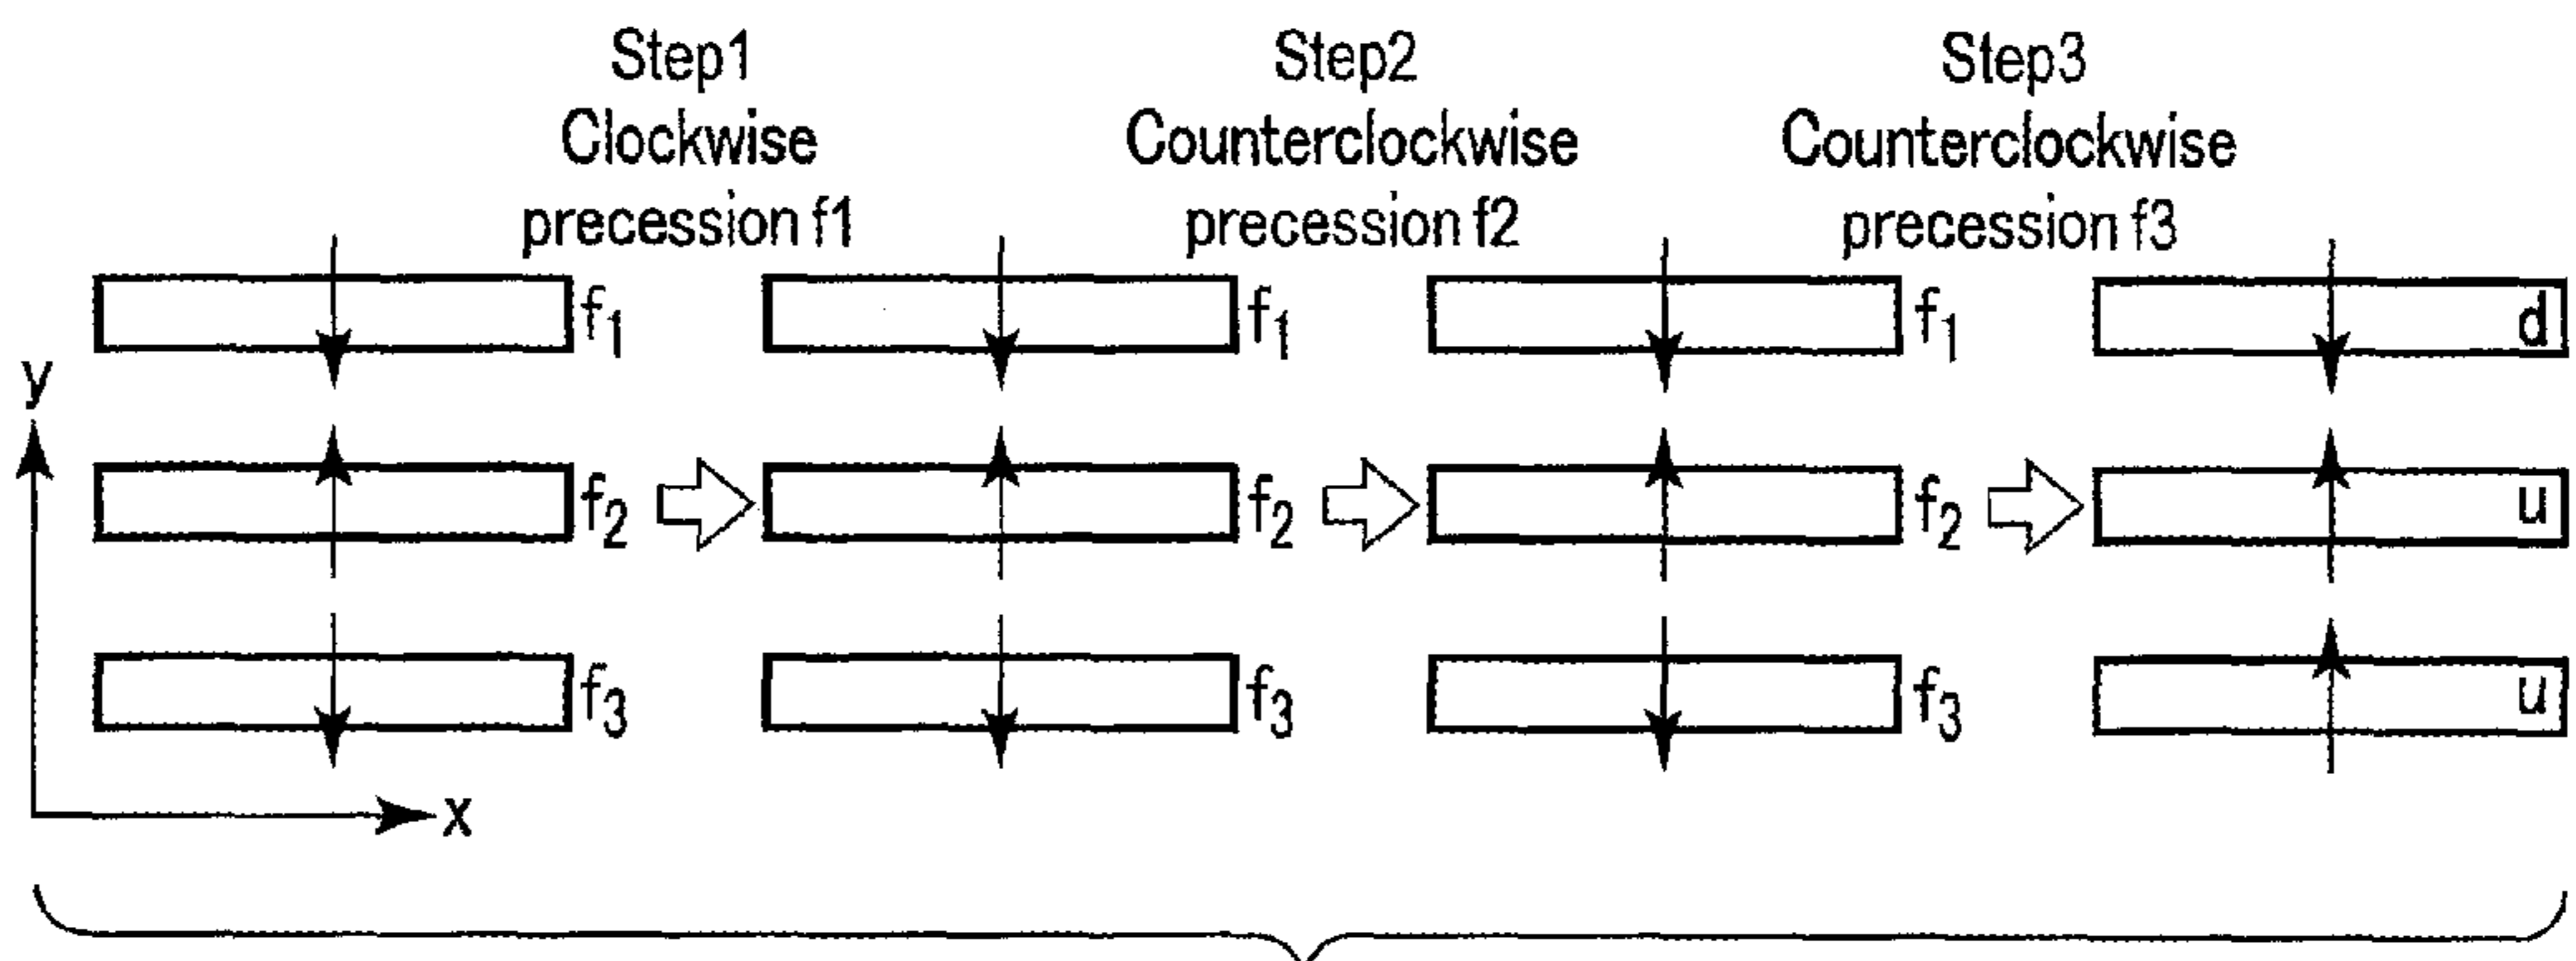 Step1
Clockwise
precession f1
Step2
Counterclockwise
precession f2
Step3
Counterclockwise
precession f3
y
x
f1
f2
f3
f1
f2
f3
f1
f2
f3
d
u
u